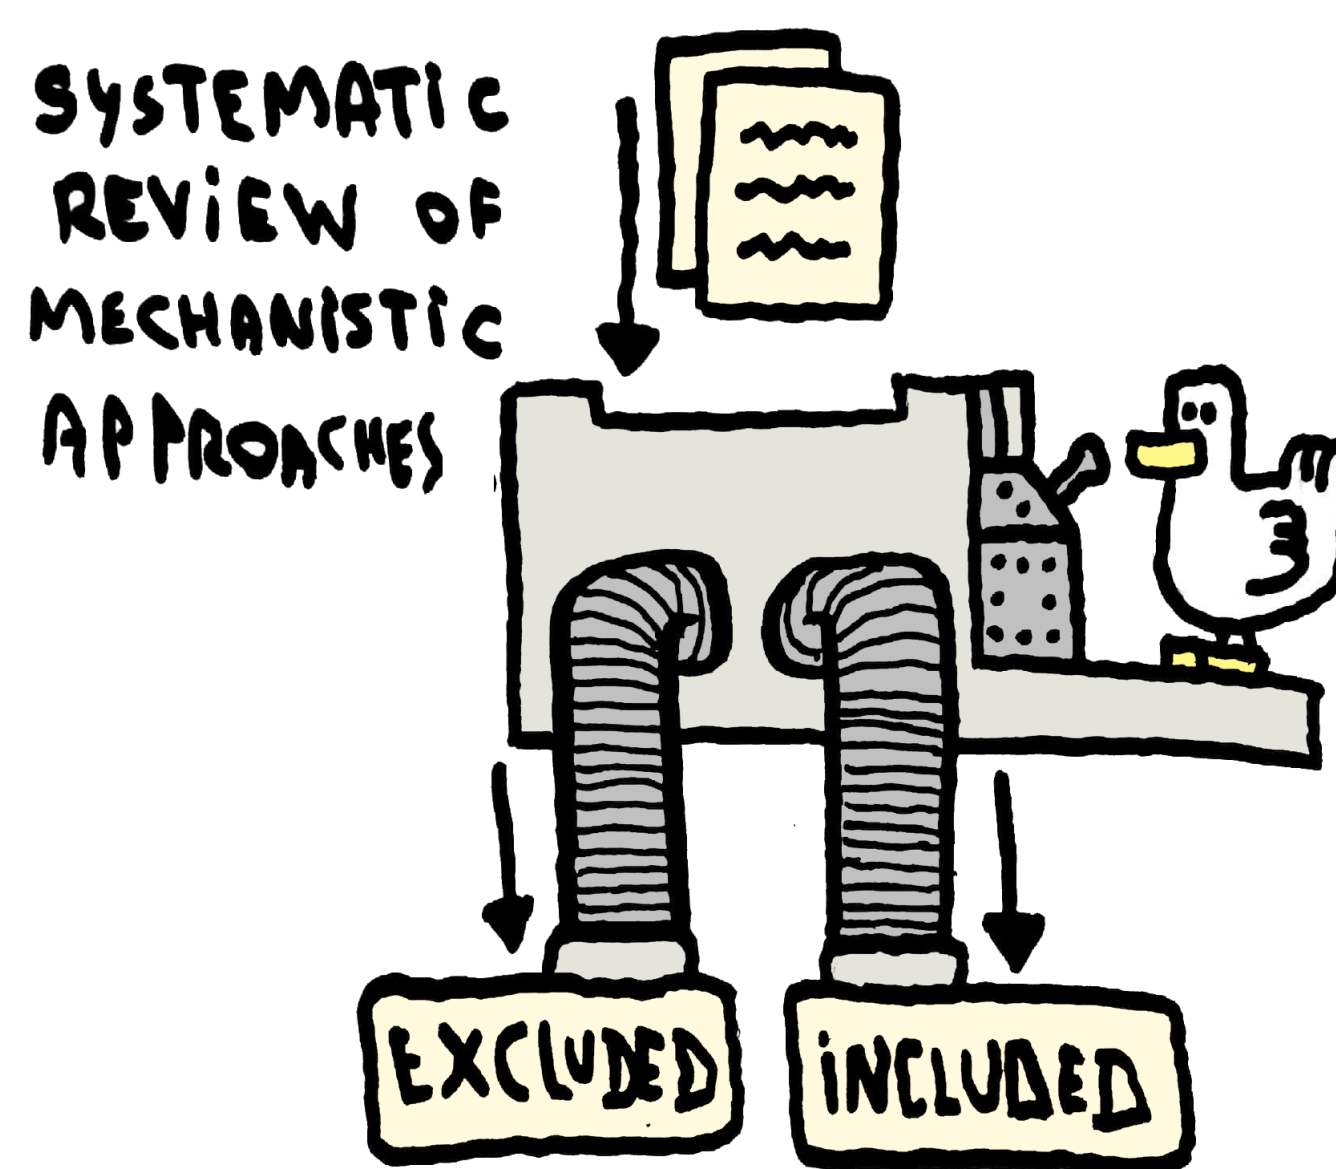 SYSTEMATIC
REVIEW OF
MECHANISTIC
APPROACHES
EXCLUDED
INCLUDED